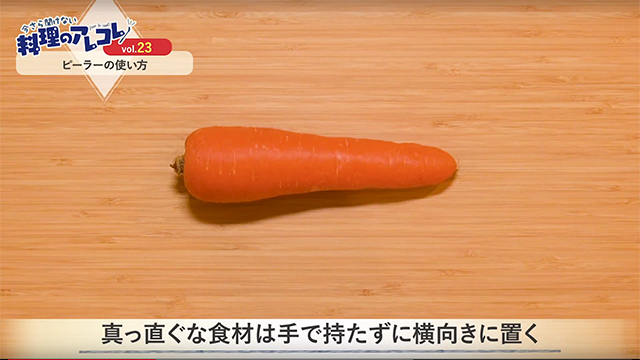 今さら聞けない
料理のアレコレ
vol.23
ピーラーの使い方
真っ直ぐな食材は手で持たずに横向きに置く